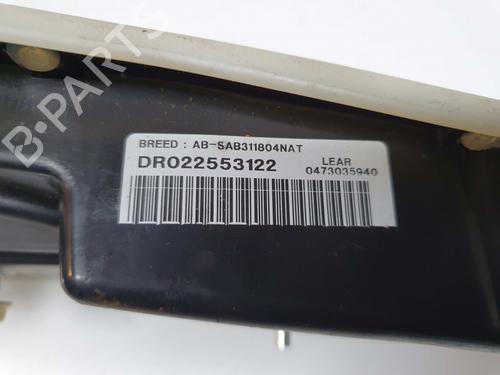 BREED : AB-SAB311804NAT
DR022553122
LEAR
0473035940
B-PARTS